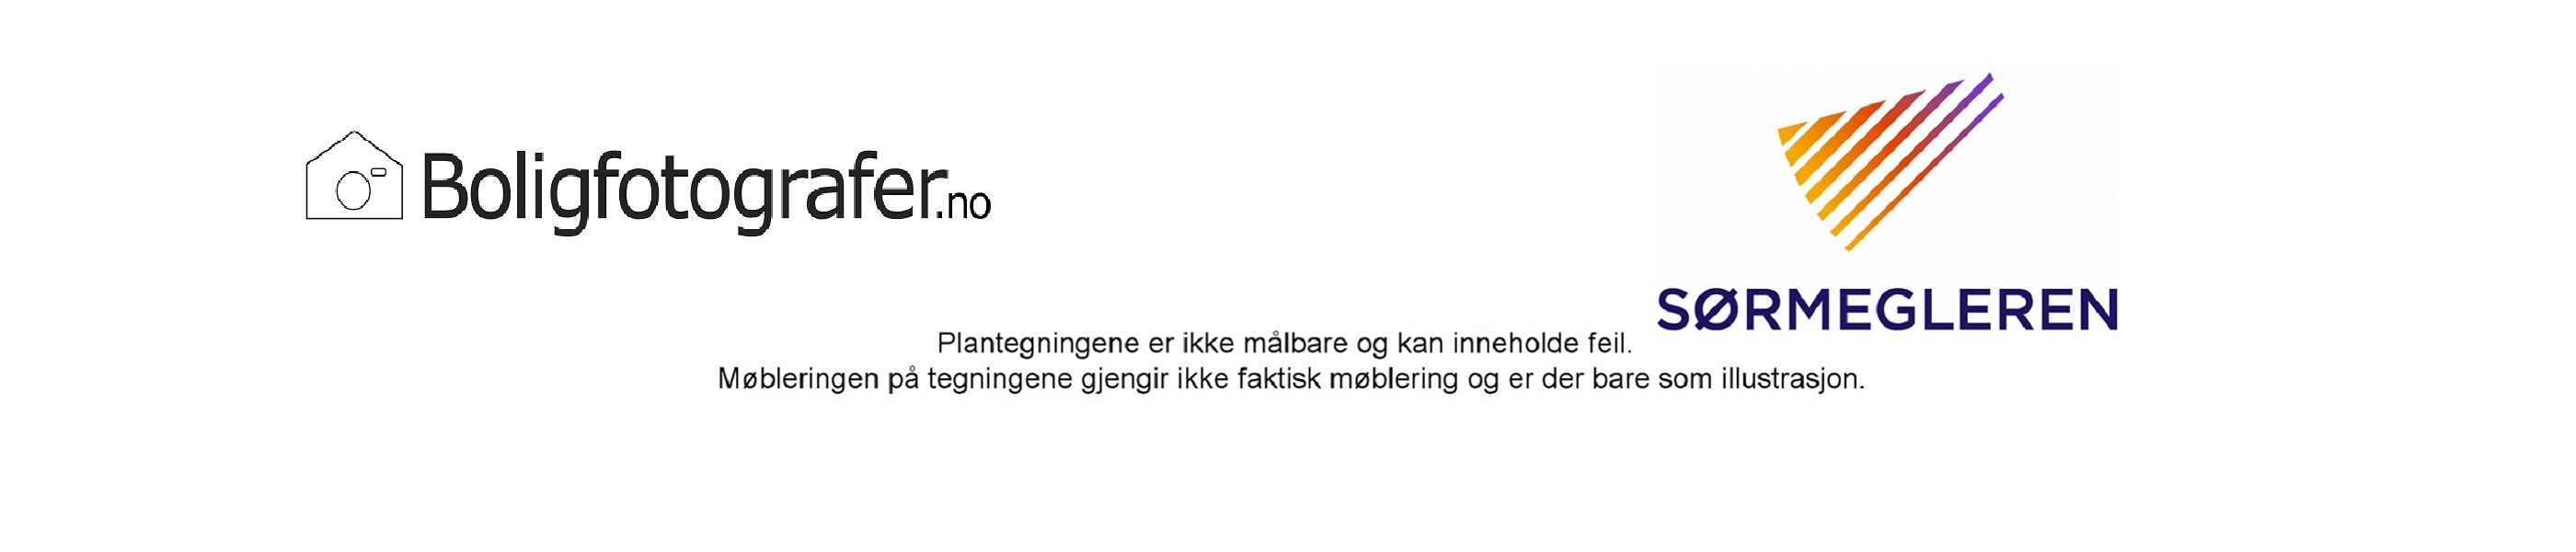 Boligfotografer.no
SØRMEGLEREN
Plantegningene er ikke målbare og kan inneholde feil.
Møbleringen på tegningene gjengir ikke faktisk møblering og er der bare som illustrasjon.